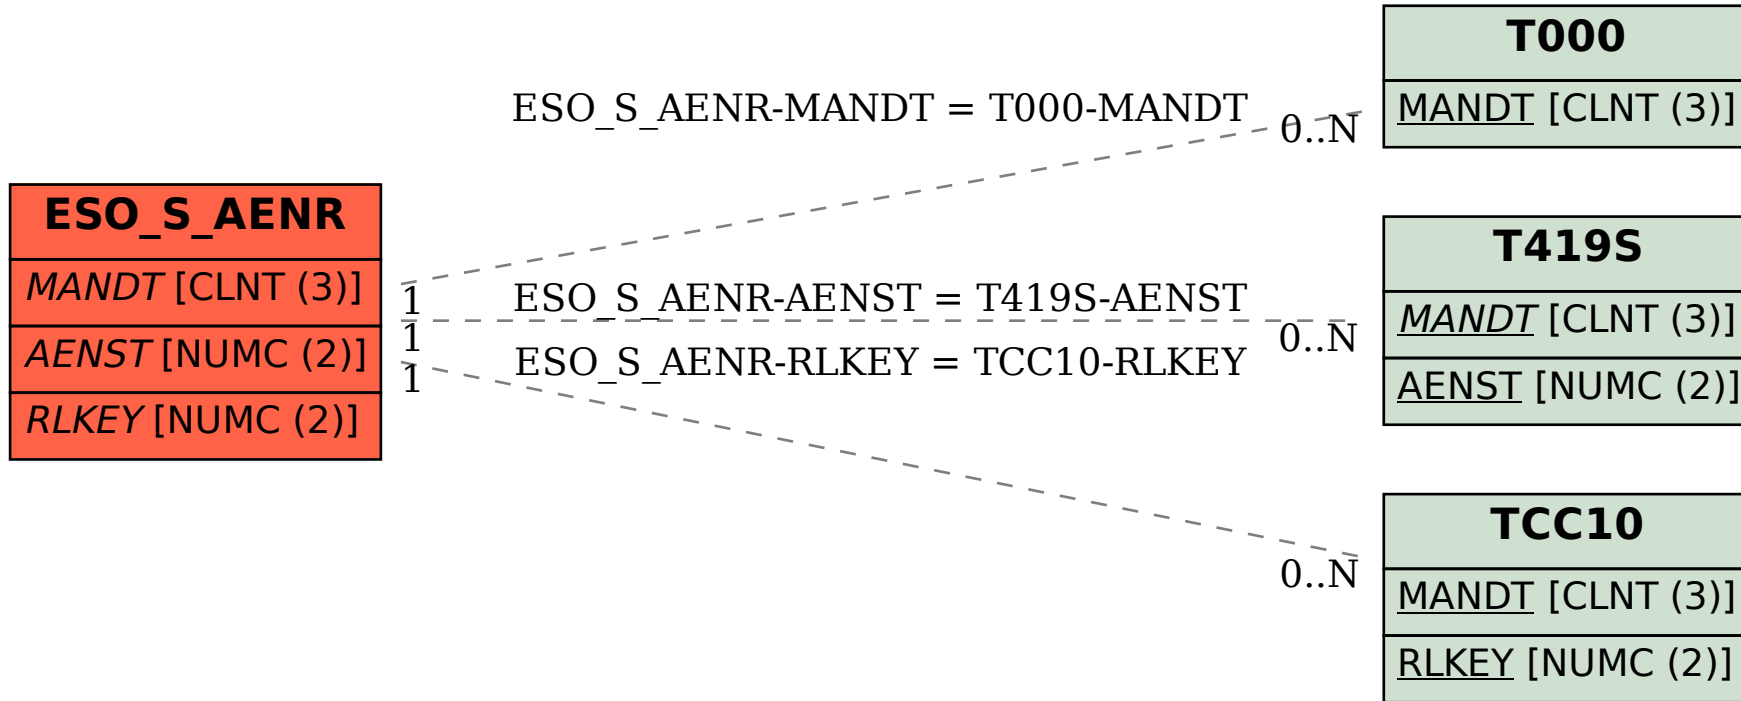 ESO_S_AENR
MANDT [CLNT (3)]
AENST [NUMC (2)]
RLKEY [NUMC (2)]
ESO_S_AENR-MANDT = T000-MANDT
1
0..N
ESO_S_AENR-AENST = T419S-AENST
1
0..N
ESO_S_AENR-RLKEY = TCC10-RLKEY
1
0..N
T000
MANDT [CLNT (3)]
T419S
MANDT [CLNT (3)]
AENST [NUMC (2)]
TCC10
MANDT [CLNT (3)]
RLKEY [NUMC (2)]